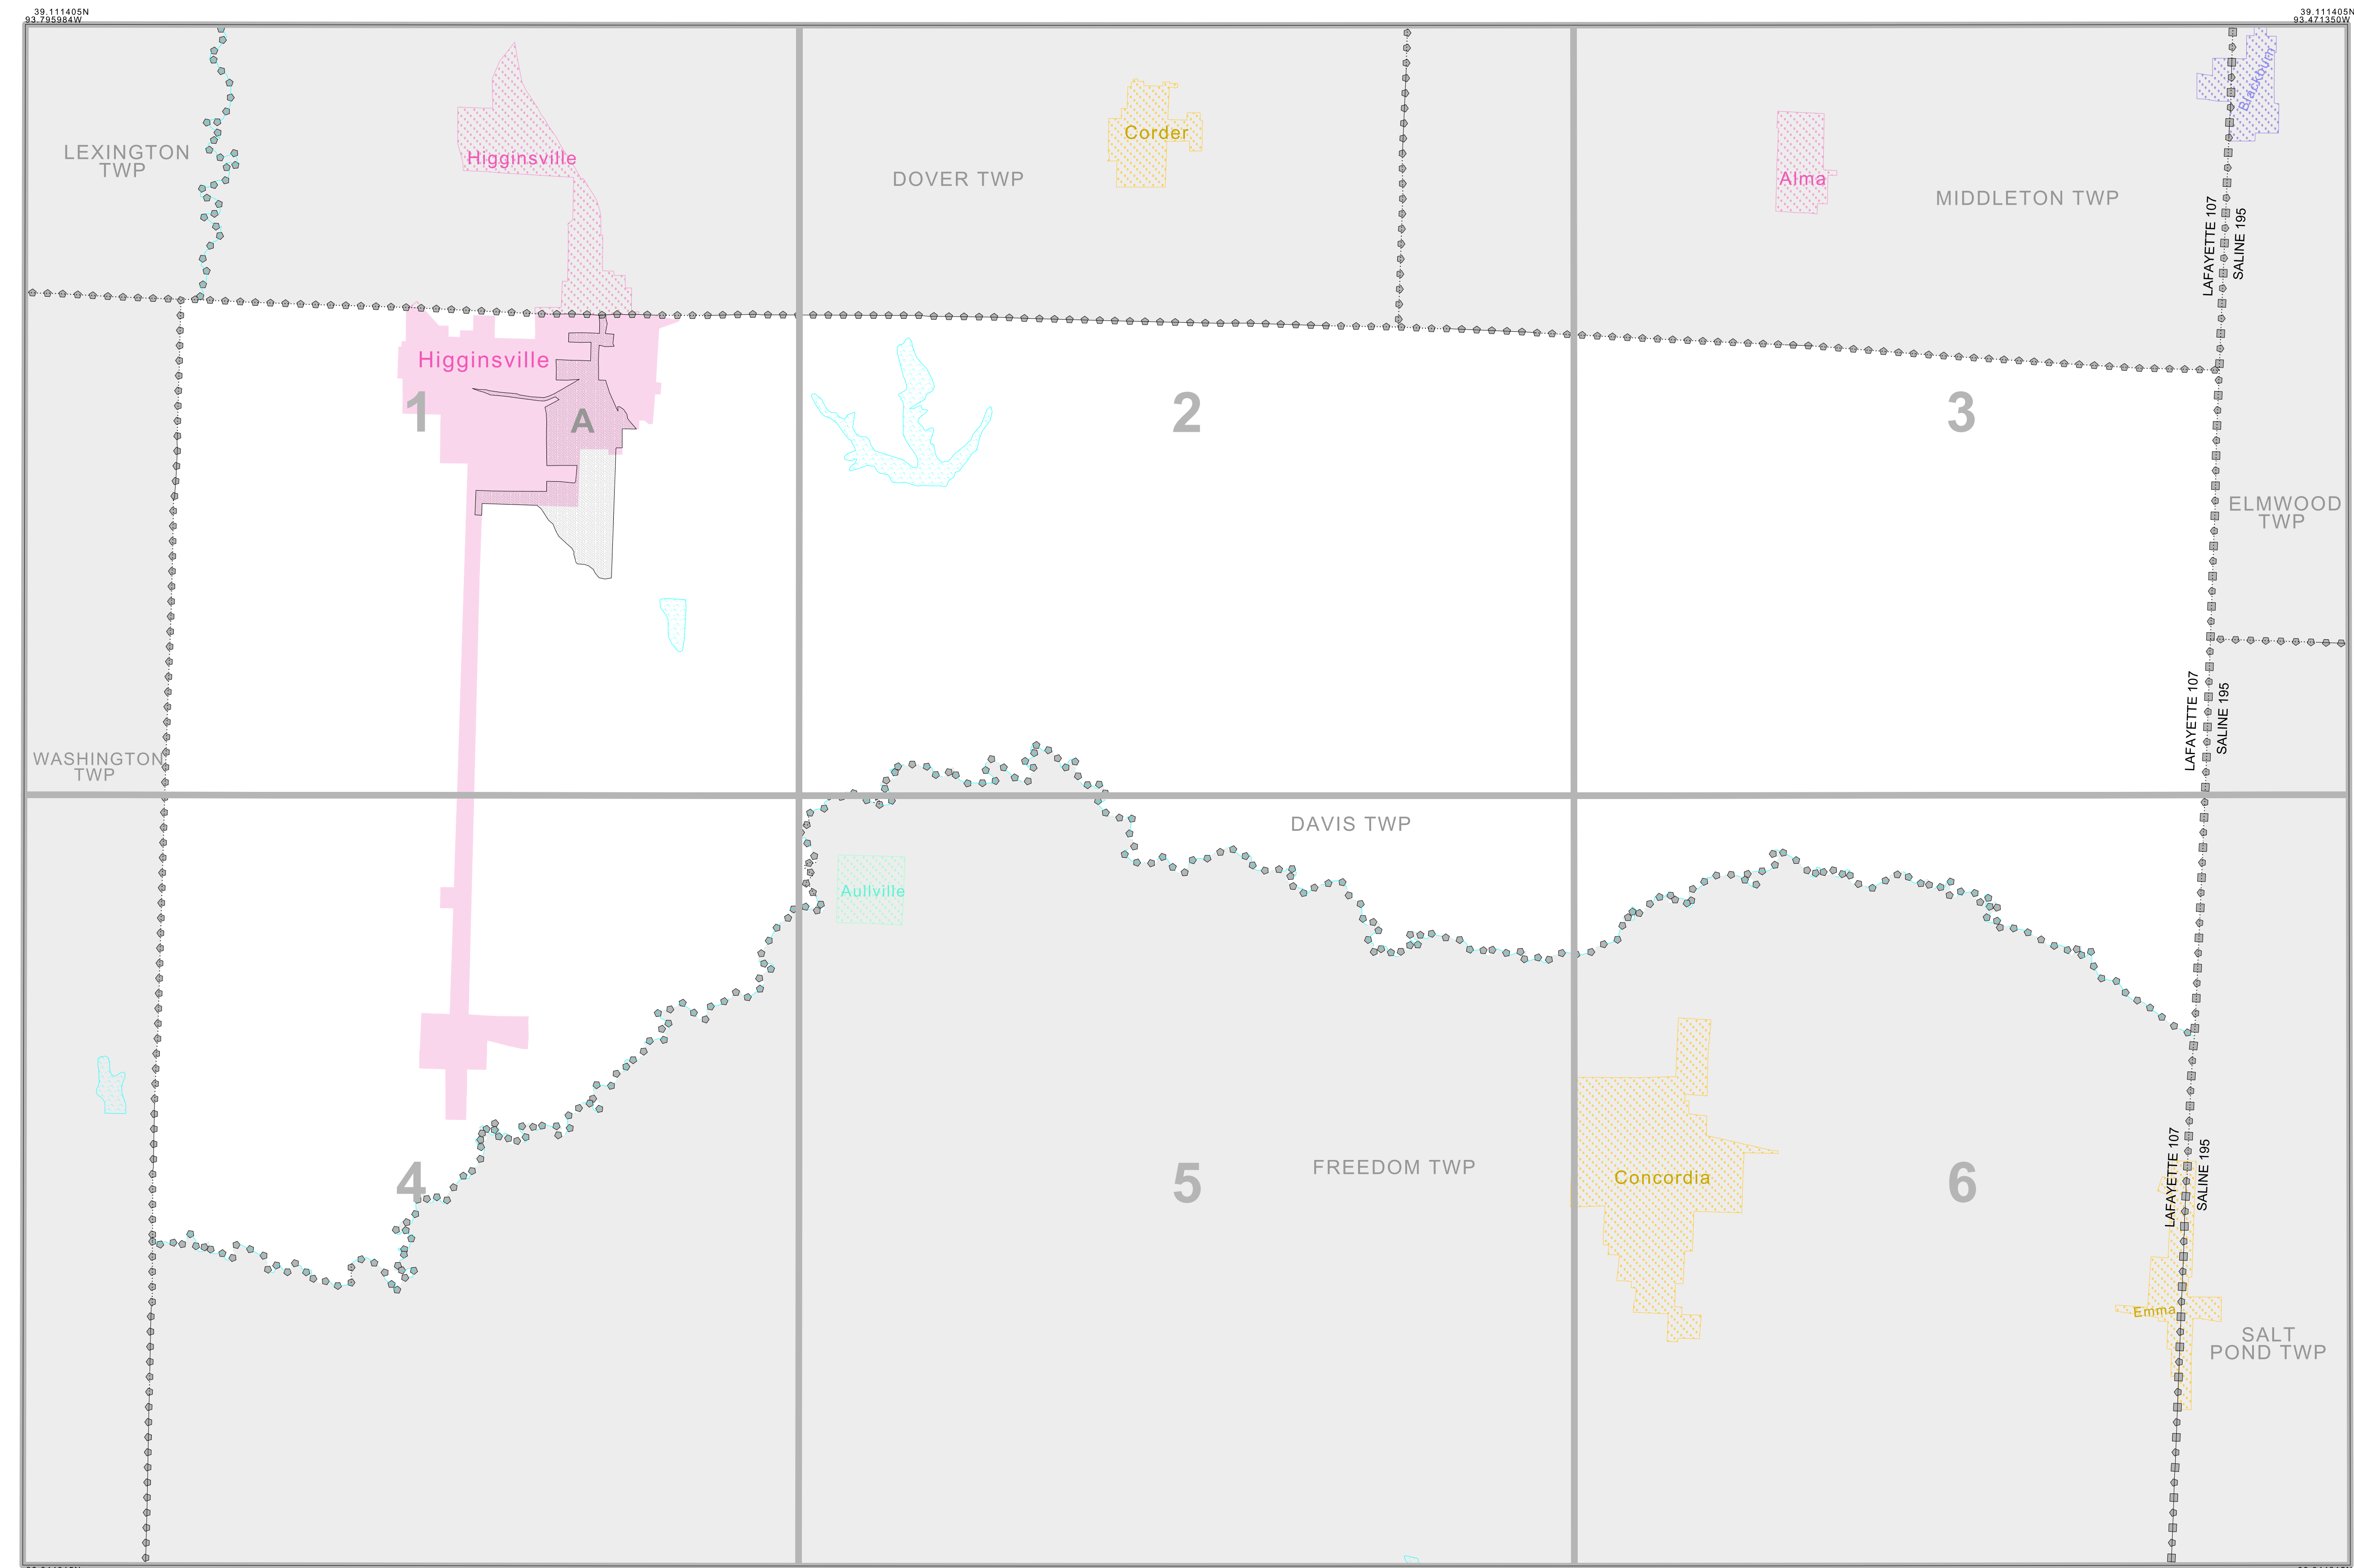 39.111405N
93.795984W
39.111405N
93.471350W
Blackburn
Corder
LEXINGTON
TWP
Higginsville
DOVER TWP
Alma
MIDDLETON TWP
LAFAYETTE 107
SALINE 195
Higginsville
1
A
2
3
ELMWOOD
TWP
LAFAYETTE 107
SALINE 195
WASHINGTON
TWP
DAVIS TWP
Aullville
4
5
FREEDOM TWP
Concordia
6
LAFAYETTE 107
SALINE 195
Emma
SALT
POND TWP